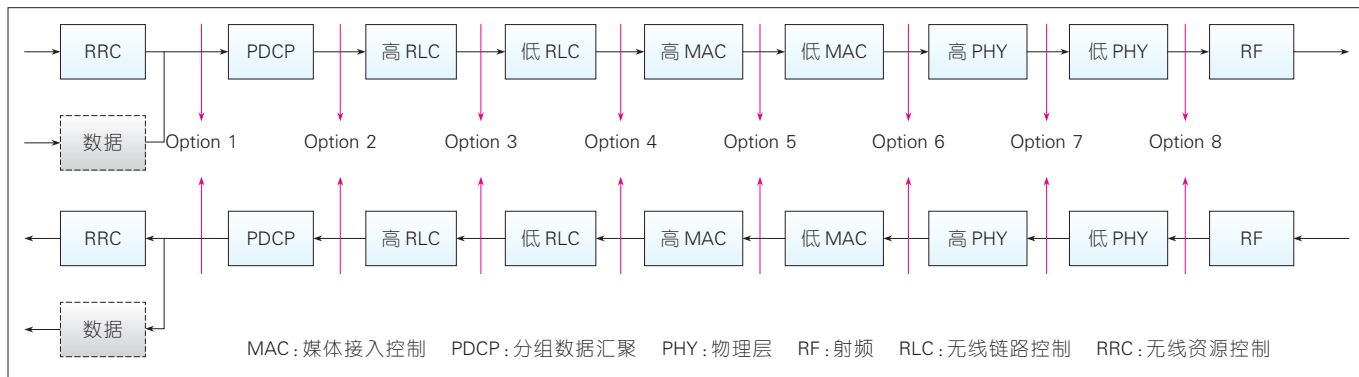 RRC PDCP 高 RLC 低 RLC 高 MAC 低 MAC 高 PHY 低 PHY RF
数据 Option 1 Option 2 Option 3 Option 4 Option 5 Option 6 Option 7 Option 8
RRC PDCP 高 RLC 低 RLC 高 MAC 低 MAC 高 PHY 低 PHY RF
数据
MAC:媒体接入控制 PDCP:分组数据汇聚 PHY:物理层 RF:射频 RLC:无线链路控制 RRC:无线资源控制